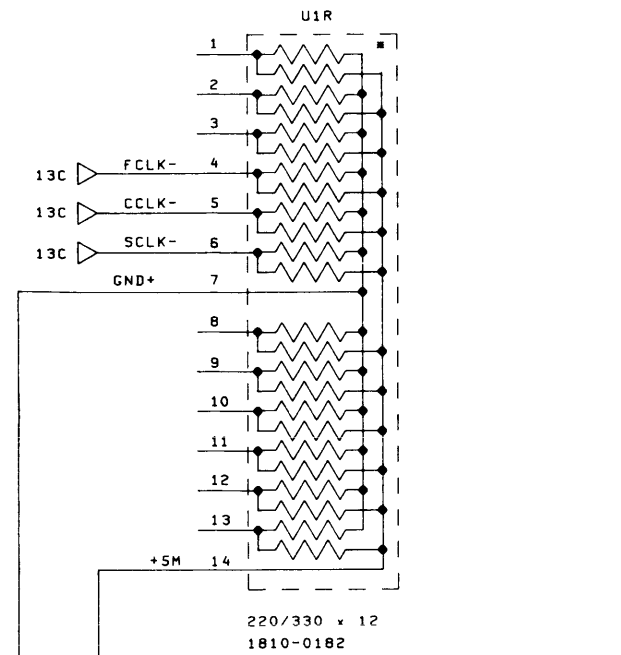 U1R
*
1
2
3
13C FCLK- 4
13C CCLK- 5
13C SCLK- 6
GND+ 7
8
9
10
11
12
13
+5M 14
220/330 x 12
1810-0182